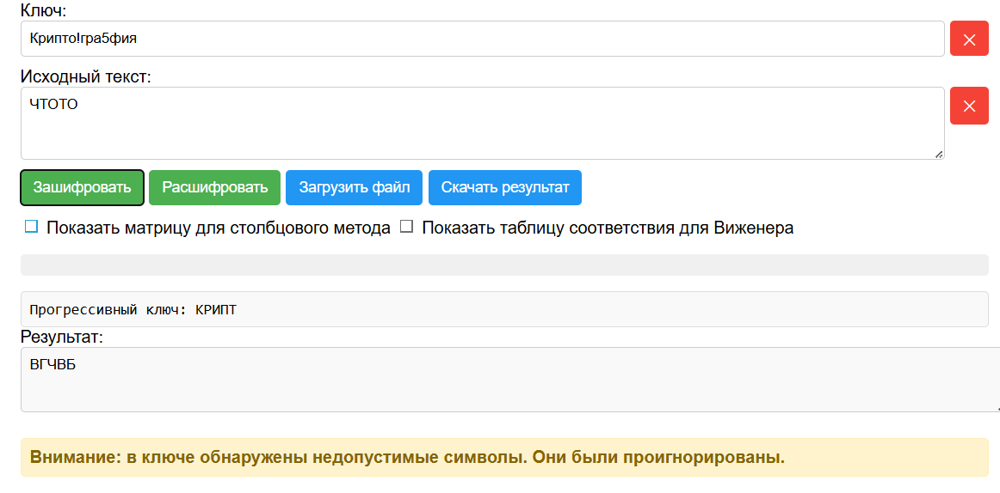 Ключ:
Крипто!гра5фия
Исходный текст:
ЧТОТО
Зашифровать Расшифровать Загрузить файл Скачать результат
Показать матрицу для столбцового метода Показать таблицу соответствия для Виженера
Прогрессивный ключ: КРИПТ
Результат:
ВГЧВБ
Внимание: в ключе обнаружены недопустимые символы. Они были проигнорированы.